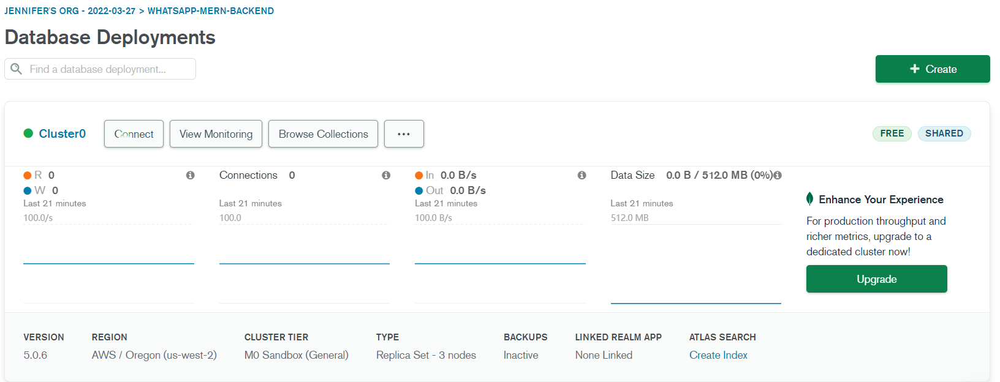 JENNIFER'S ORG - 2022-03-27 > WHATSAPP-MERN-BACKEND
Database Deployments
Find a database deployment...
+ Create
Cluster0 Connect View Monitoring Browse Collections ... FREE SHARED
R 0
W 0
Last 21 minutes
100.0/s
Connections 0
Last 21 minutes
100.0
In 0.0 B/s
Out 0.0 B/s
Last 21 minutes
100.0 B/s
Data Size 0.0 B / 512.0 MB (0%)
Last 21 minutes
512.0 MB
Enhance Your Experience
For production throughput and
richer metrics, upgrade to a
dedicated cluster now!
Upgrade
VERSION
5.0.6
REGION
AWS / Oregon (us-west-2)
CLUSTER TIER
M0 Sandbox (General)
TYPE
Replica Set - 3 nodes
BACKUPS
Inactive
LINKED REALM APP
None Linked
ATLAS SEARCH
Create Index